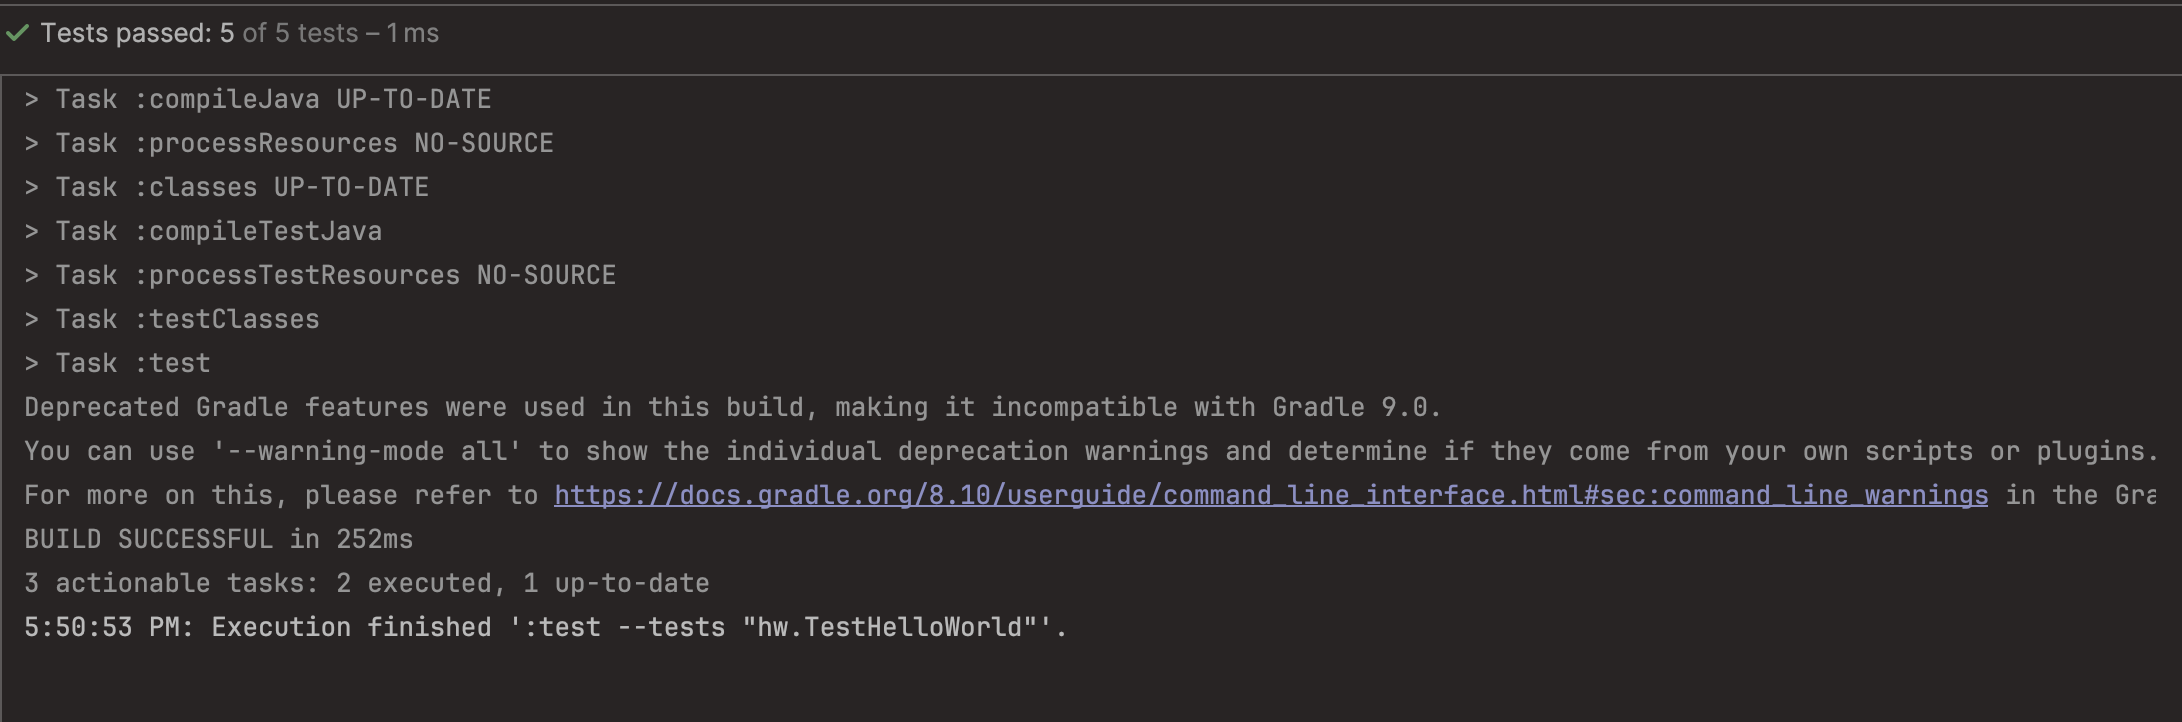 Tests passed: 5 of 5 tests – 1 ms
> Task :compileJava UP-TO-DATE
> Task :processResources NO-SOURCE
> Task :classes UP-TO-DATE
> Task :compileTestJava
> Task :processTestResources NO-SOURCE
> Task :testClasses
> Task :test
Deprecated Gradle features were used in this build, making it incompatible with Gradle 9.0.
You can use '--warning-mode all' to show the individual deprecation warnings and determine if they come from your own scripts or plugins.
For more on this, please refer to https://docs.gradle.org/8.10/userguide/command_line_interface.html#sec:command_line_warnings in the Gra
BUILD SUCCESSFUL in 252ms
3 actionable tasks: 2 executed, 1 up-to-date
5:50:53 PM: Execution finished ':test --tests "hw.TestHelloWorld"'.